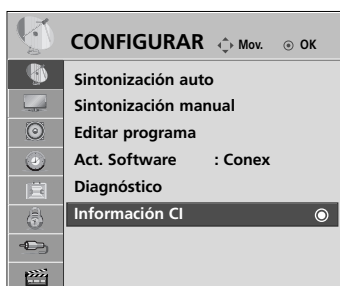 CONFIGURAR Mov. OK
Sintonización auto
Sintonización manual
Editar programa
Act. Software : Conex
Diagnóstico
Información CI